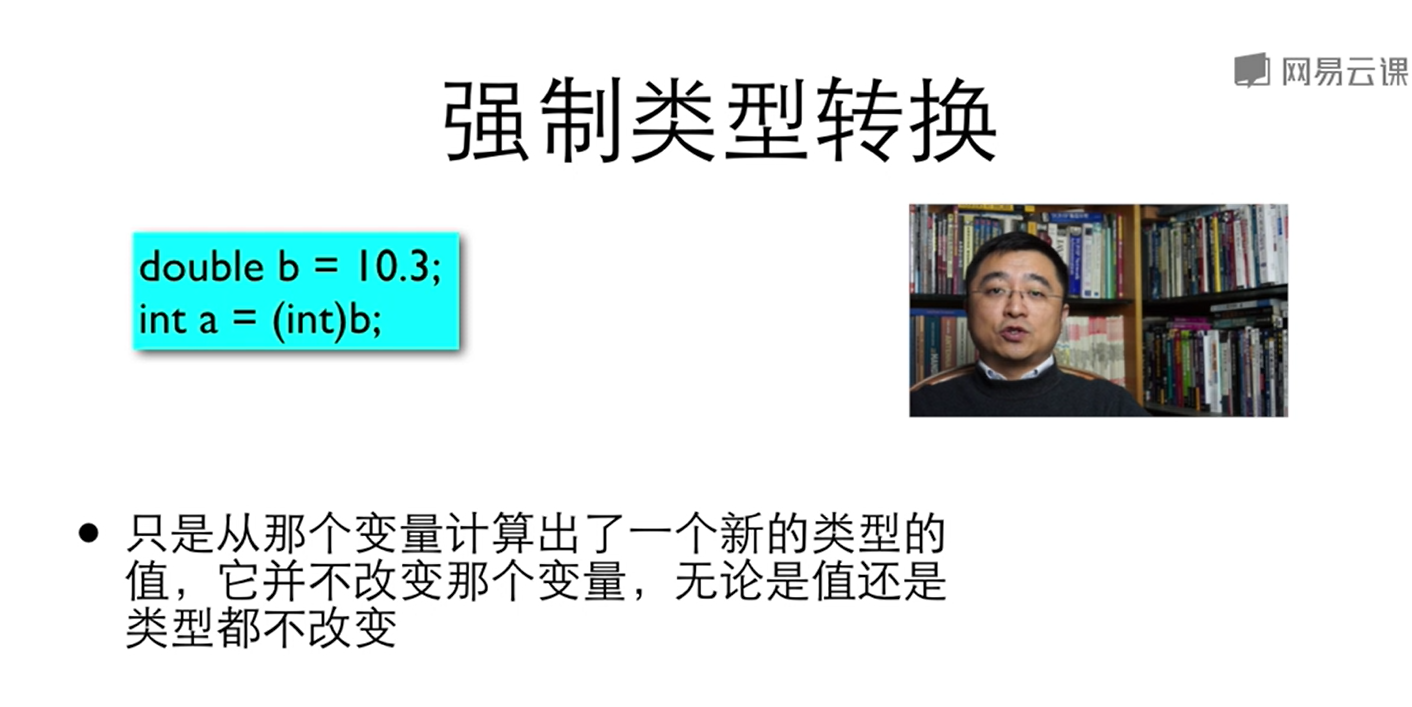 网易云课
强制类型转换
double b = 10.3;
int a = (int)b;
• 只是从那个变量计算出了一个新的类型的
值，它并不改变那个变量，无论是值还是
类型都不改变